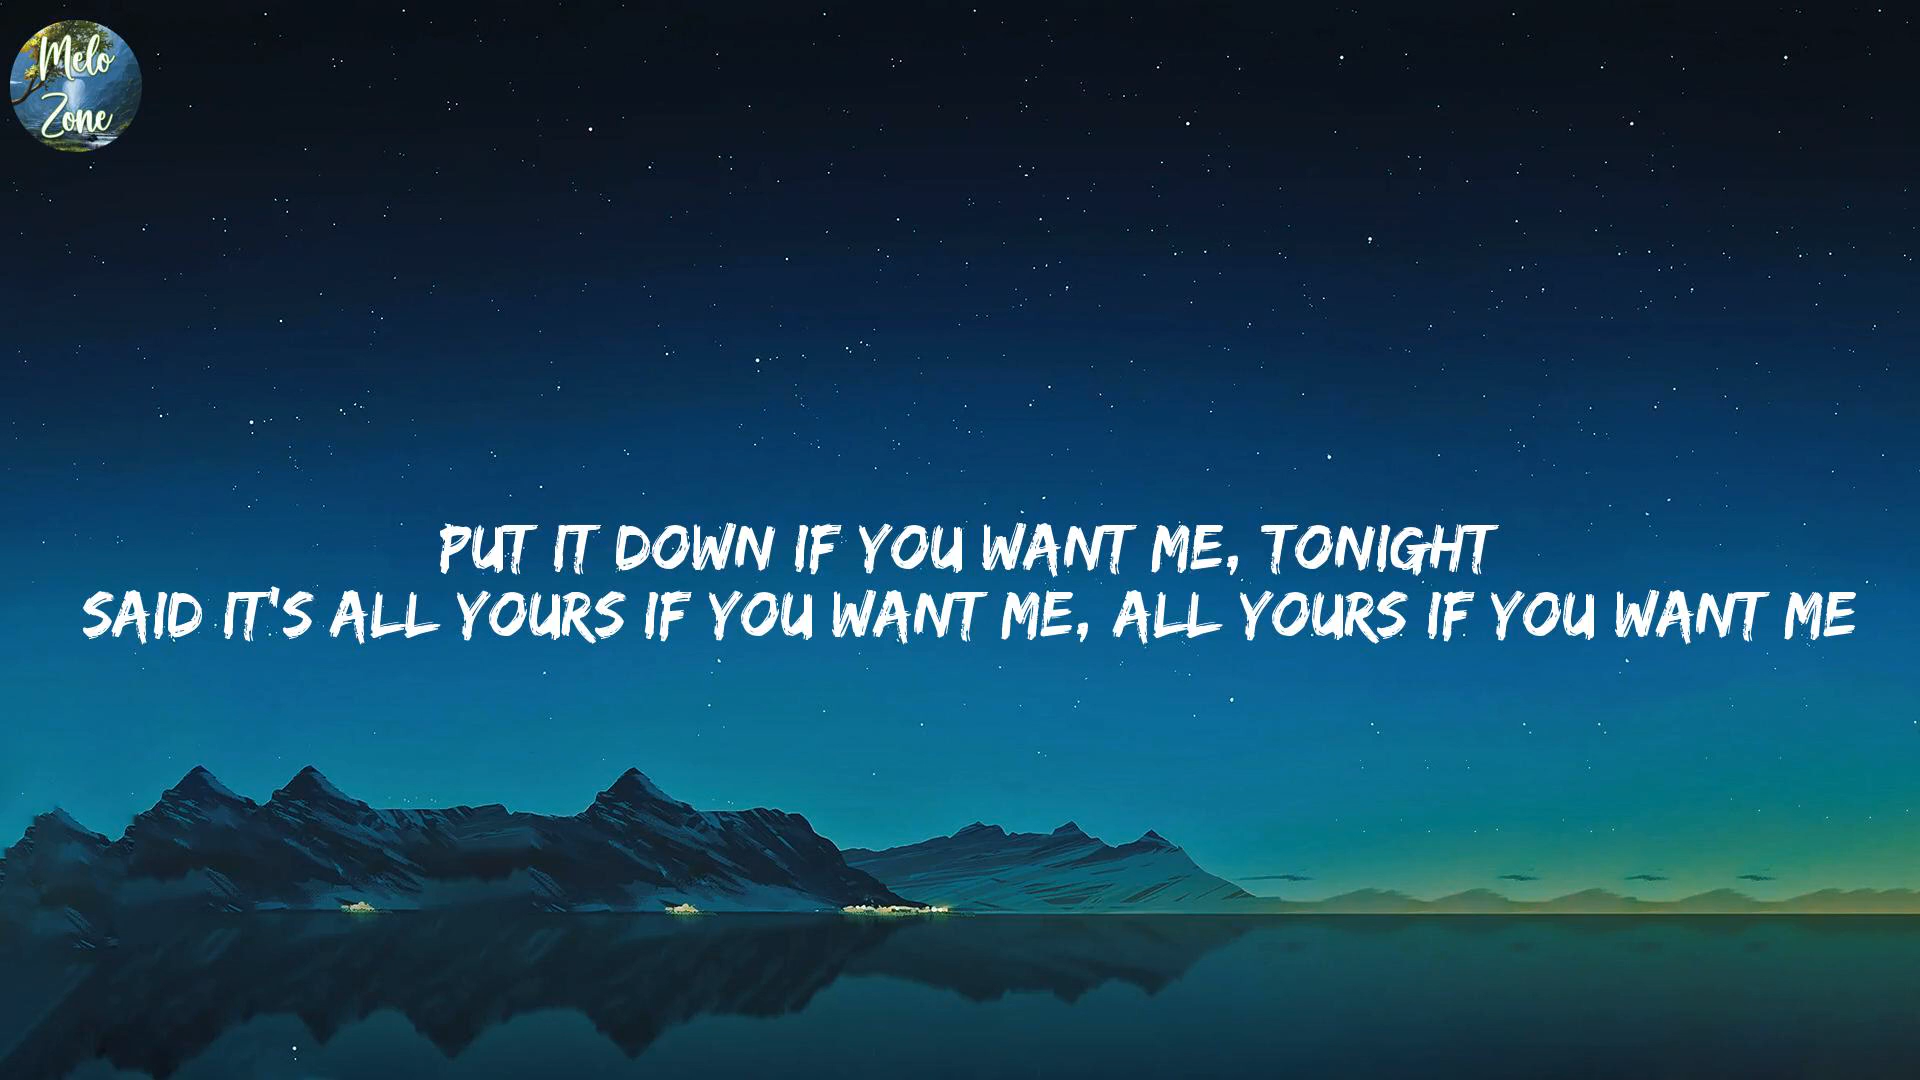 Melo
Zone
PUT IT DOWN IF YOU WANT ME, TONIGHT
SAID IT'S ALL YOURS IF YOU WANT ME, ALL YOURS IF YOU WANT ME